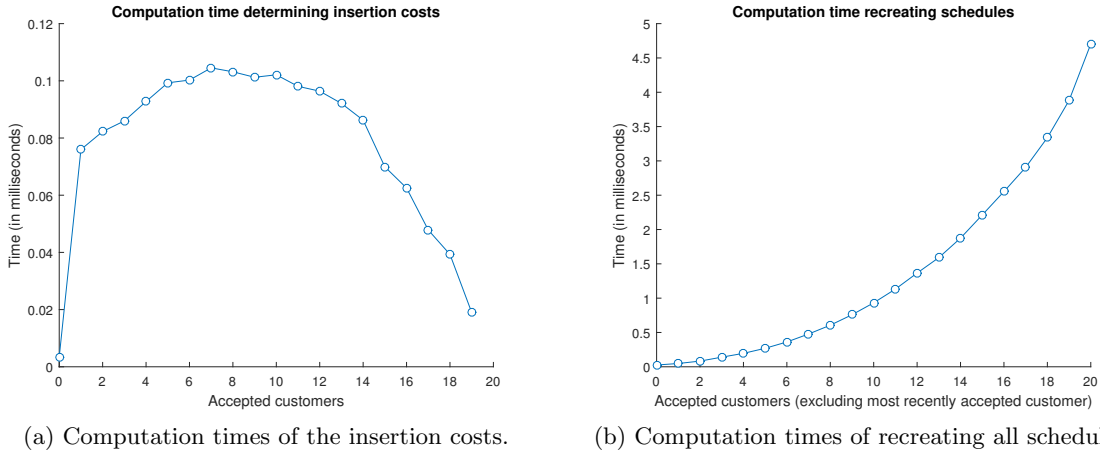 Computation time determining insertion costs
0.12
0.1
0.08
0.06
0.04
0.02
0
Time (in milliseconds)
0 2 4 6 8 10 12 14 16 18 20
Accepted customers
(a) Computation times of the insertion costs.
Computation time recreating schedules
5
4.5
4
3.5
3
2.5
2
1.5
1
0.5
0
Time (in milliseconds)
0 2 4 6 8 10 12 14 16 18 20
Accepted customers (excluding most recently accepted customer)
(b) Computation times of recreating all schedul